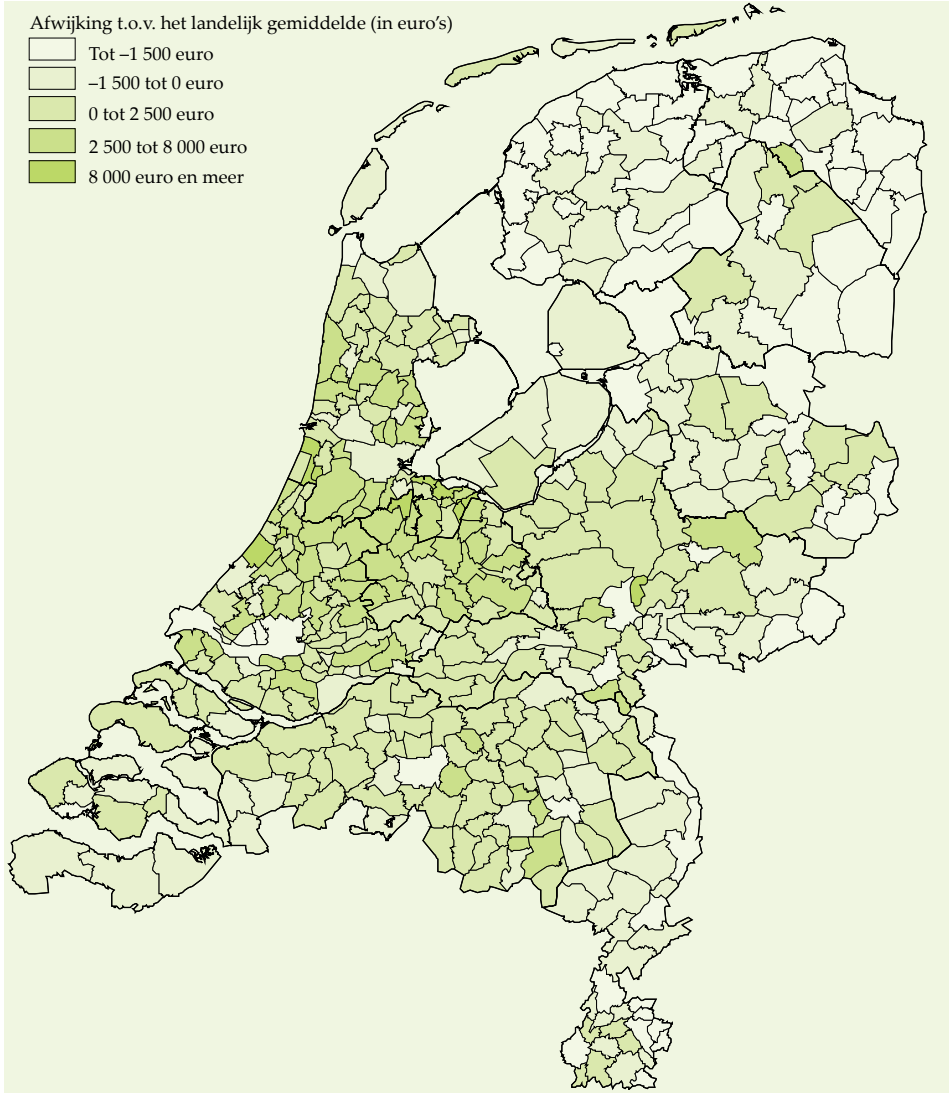 Afwijking t.o.v. het landelijk gemiddelde (in euro’s)
Tot –1 500 euro
–1 500 tot 0 euro
0 tot 2 500 euro
2 500 tot 8 000 euro
8 000 euro en meer